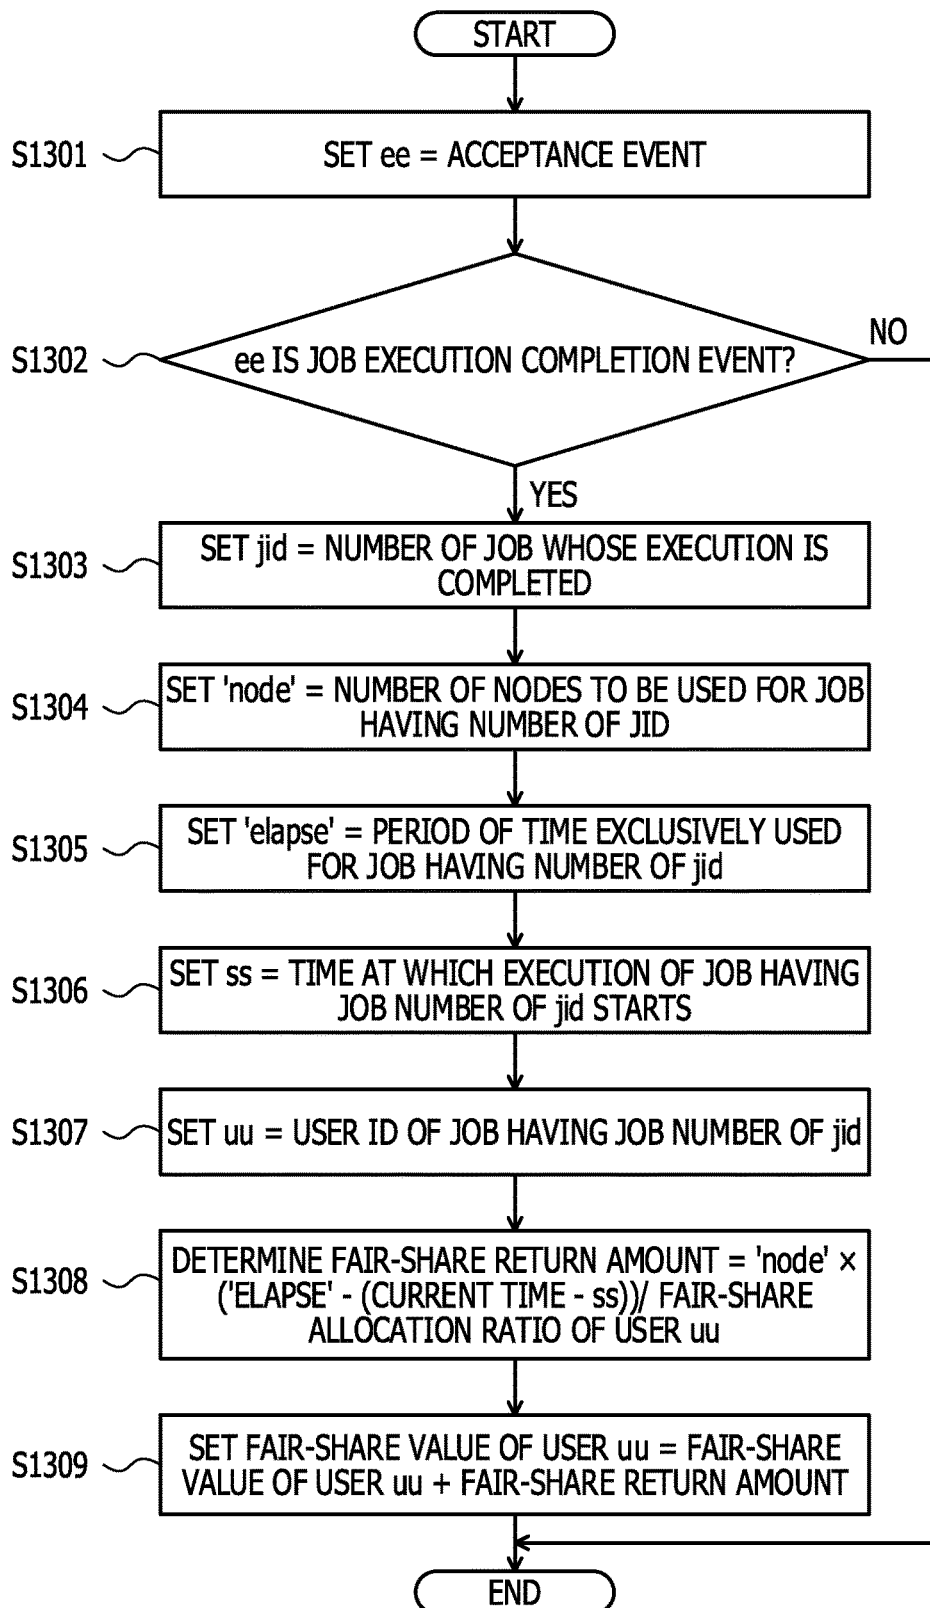 START
S1301
SET ee = ACCEPTANCE EVENT
S1302
ee IS JOB EXECUTION COMPLETION EVENT?
NO
YES
S1303
SET jid = NUMBER OF JOB WHOSE EXECUTION IS
COMPLETED
S1304
SET 'node' = NUMBER OF NODES TO BE USED FOR JOB
HAVING NUMBER OF JID
S1305
SET 'elapse' = PERIOD OF TIME EXCLUSIVELY USED
FOR JOB HAVING NUMBER OF jid
S1306
SET ss = TIME AT WHICH EXECUTION OF JOB HAVING
JOB NUMBER OF jid STARTS
S1307
SET uu = USER ID OF JOB HAVING JOB NUMBER OF jid
S1308
DETERMINE FAIR-SHARE RETURN AMOUNT = 'node' ×
('ELAPSE' - (CURRENT TIME - ss))/ FAIR-SHARE
ALLOCATION RATIO OF USER uu
S1309
SET FAIR-SHARE VALUE OF USER uu = FAIR-SHARE
VALUE OF USER uu + FAIR-SHARE RETURN AMOUNT
END